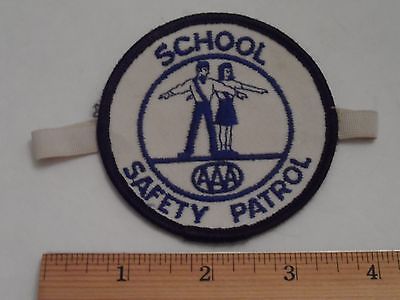 SCHOOL
AAA
SAFETY PATROL
1 2 3 4